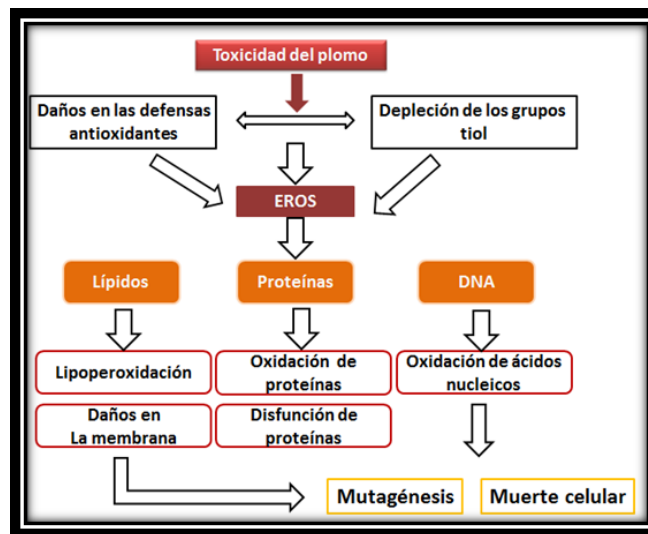 Toxicidad del plomo
Daños en las defensas
antioxidantes
Depleción de los grupos
tiol
EROS
Lípidos
Proteínas
DNA
Lipoperoxidación
Oxidación de
proteínas
Oxidación de ácidos
nucleicos
Daños en
La membrana
Disfunción de
proteínas
Mutagénesis
Muerte celular